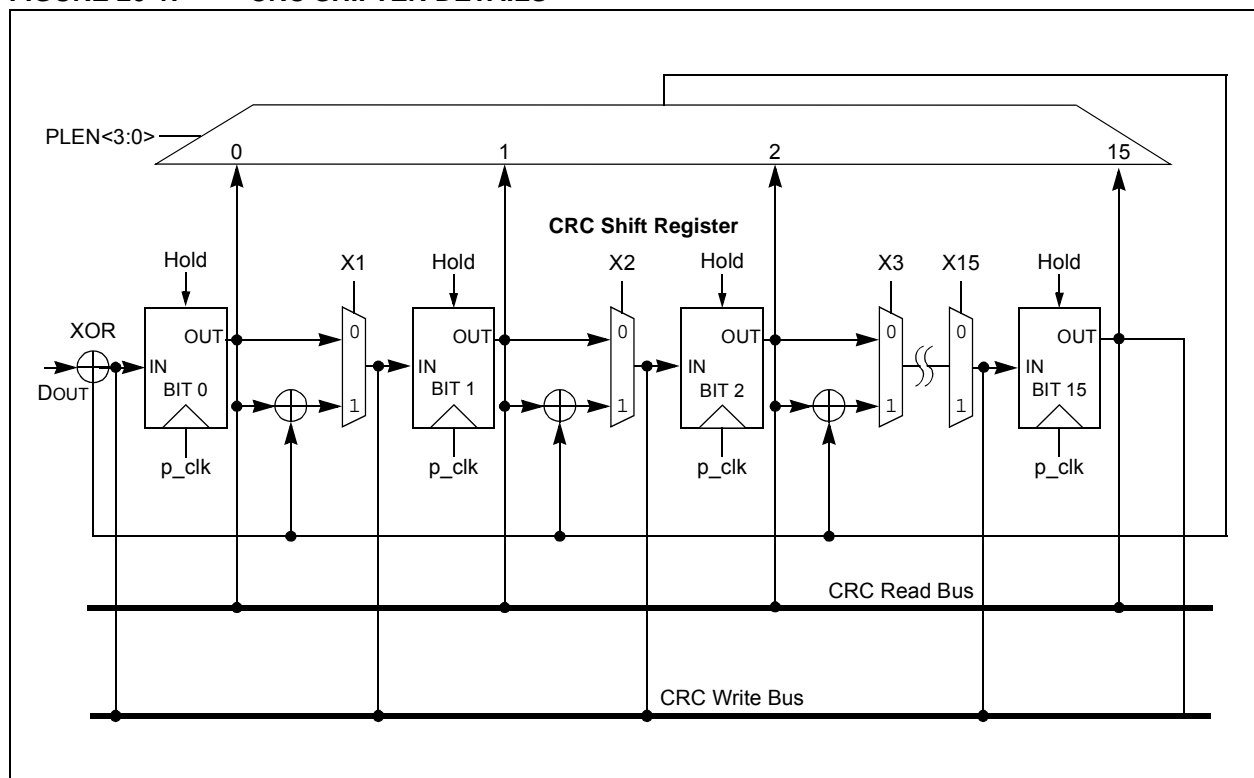 PLEN<3:0>
0 1 2 15
CRC Shift Register
Hold X1 Hold X2 Hold X3 X15 Hold
XOR
OUT 0 OUT 0 OUT 0 0 OUT
IN IN IN IN
DOUT
BIT 0 1 BIT 1 1 BIT 2 1 1 BIT 15
p_clk p_clk p_clk p_clk
CRC Read Bus
CRC Write Bus